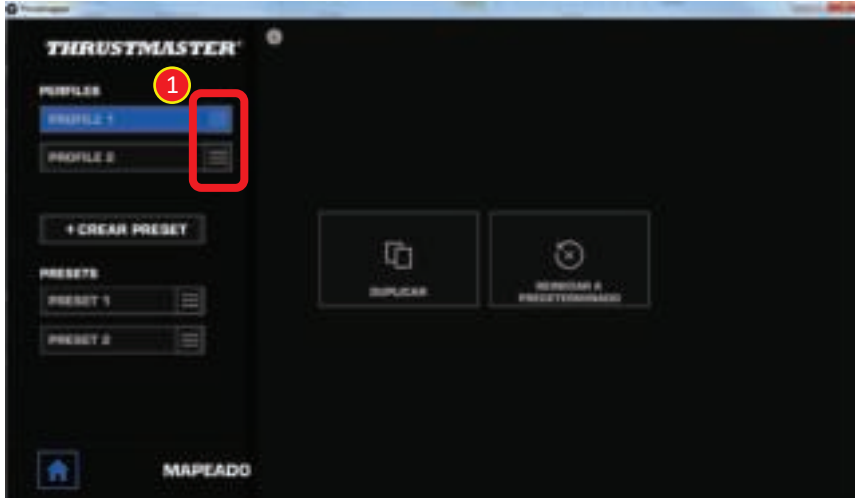 THRUSTMASTER®
1
PERFILES
PROFILE 1
PROFILE 2
+ CREAR PRESET
PRESETS
PRESET 1
PRESET 2
DUPLICAR
REINICIAR A
PREDETERMINADO
MAPEADO